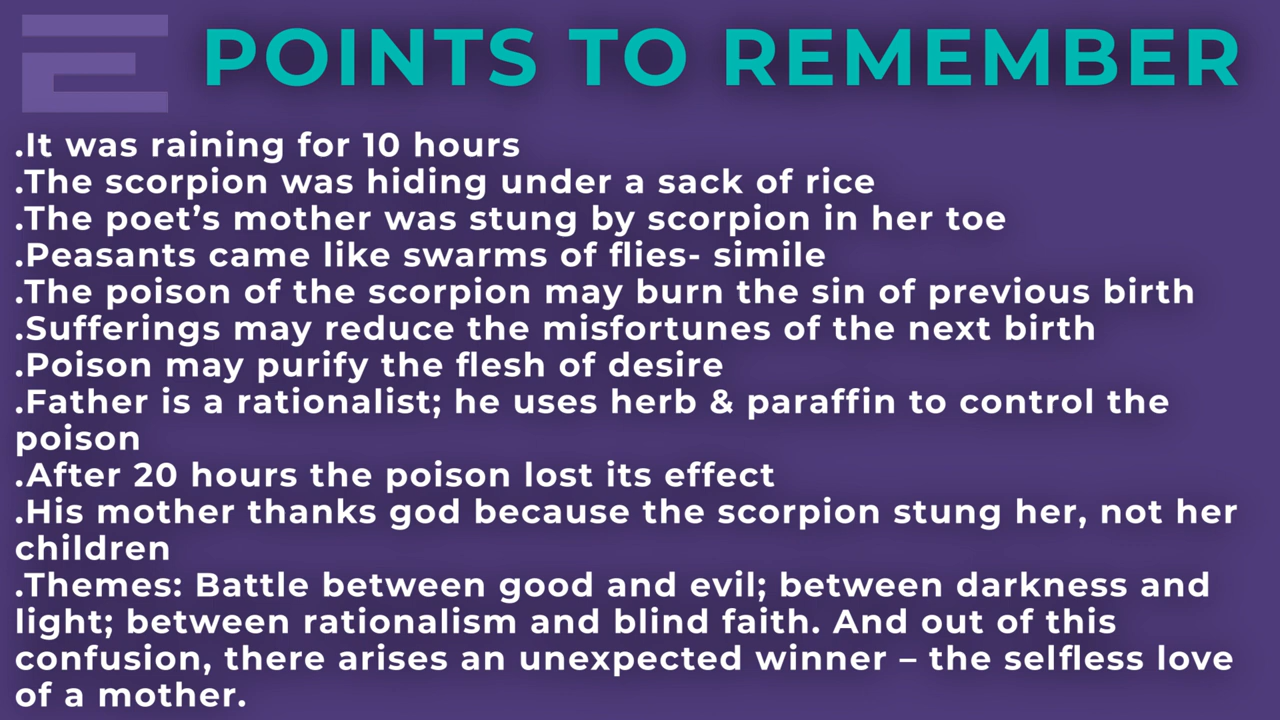 POINTS TO REMEMBER
.It was raining for 10 hours
.The scorpion was hiding under a sack of rice
.The poet’s mother was stung by scorpion in her toe
.Peasants came like swarms of flies- simile
.The poison of the scorpion may burn the sin of previous birth
.Sufferings may reduce the misfortunes of the next birth
.Poison may purify the flesh of desire
.Father is a rationalist; he uses herb & paraffin to control the
poison
.After 20 hours the poison lost its effect
.His mother thanks god because the scorpion stung her, not her
children
.Themes: Battle between good and evil; between darkness and
light; between rationalism and blind faith. And out of this
confusion, there arises an unexpected winner – the selfless love
of a mother.